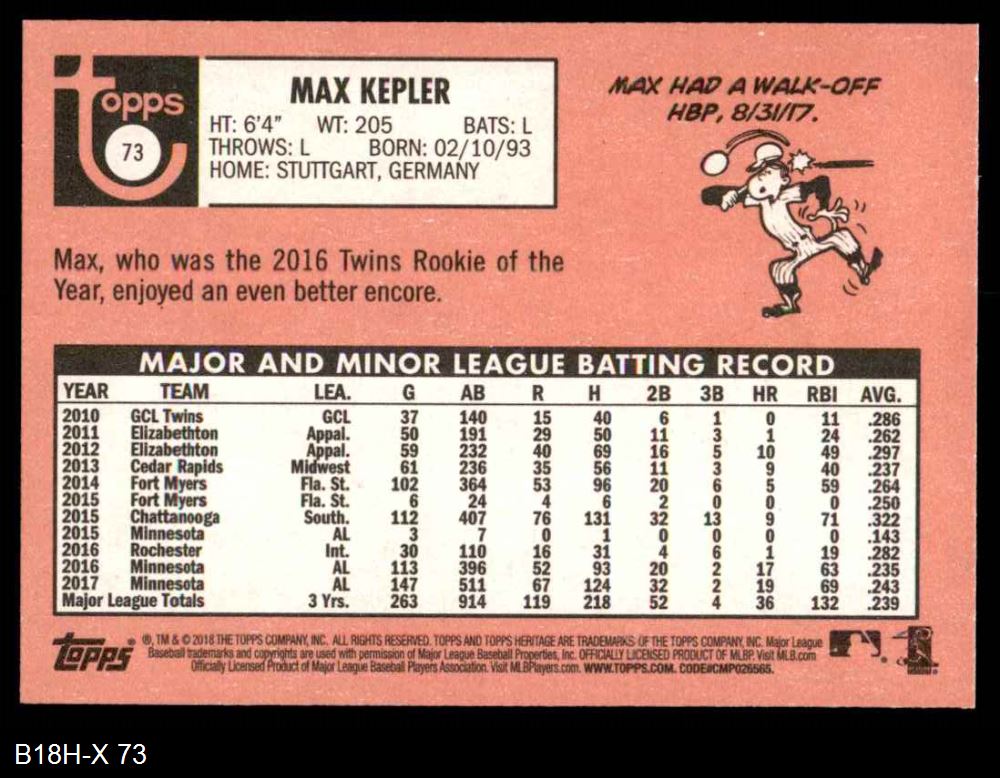 topps
73
MAX KEPLER
HT: 6'4" WT: 205 BATS: L
THROWS: L BORN: 02/10/93
HOME: STUTTGART, GERMANY
MAX HAD A WALK-OFF
HBP, 8/31/17.
Max, who was the 2016 Twins Rookie of the
Year, enjoyed an even better encore.
MAJOR AND MINOR LEAGUE BATTING RECORD
YEAR TEAM LEA. G AB R H 2B 3B HR RBI AVG.
2010 GCL Twins GCL 37 140 15 40 6 1 0 11 .286
2011 Elizabethton Appal. 50 191 29 50 11 3 1 24 .262
2012 Elizabethton Appal. 59 232 40 69 16 5 10 49 .297
2013 Cedar Rapids Midwest 61 236 35 56 11 3 9 40 .237
2014 Fort Myers Fla. St. 102 364 53 96 20 6 5 59 .264
2015 Fort Myers Fla. St. 6 24 4 6 2 0 0 0 .250
2015 Chattanooga South. 112 407 76 131 32 13 9 71 .322
2015 Minnesota AL 3 7 0 1 0 0 0 0 .143
2016 Rochester Int. 30 110 16 31 4 6 1 19 .282
2016 Minnesota AL 113 396 52 93 20 2 17 63 .235
2017 Minnesota AL 147 511 67 124 32 2 19 69 .243
Major League Totals 3 Yrs. 263 914 119 218 52 4 36 132 .239
topps
®, TM & © 2018 THE TOPPS COMPANY, INC. ALL RIGHTS RESERVED. TOPPS AND TOPPS HERITAGE ARE TRADEMARKS OF THE TOPPS COMPANY, INC. Major League
Baseball trademarks and copyrights are used with permission of Major League Baseball Properties, Inc. OFFICIALLY LICENSED PRODUCT OF MLBP. Visit MLB.com
Officially Licensed Product of Major League Baseball Players Association. Visit MLBPlayers.com. WWW.TOPPS.COM. CODE#CMP026565.
B18H-X 73